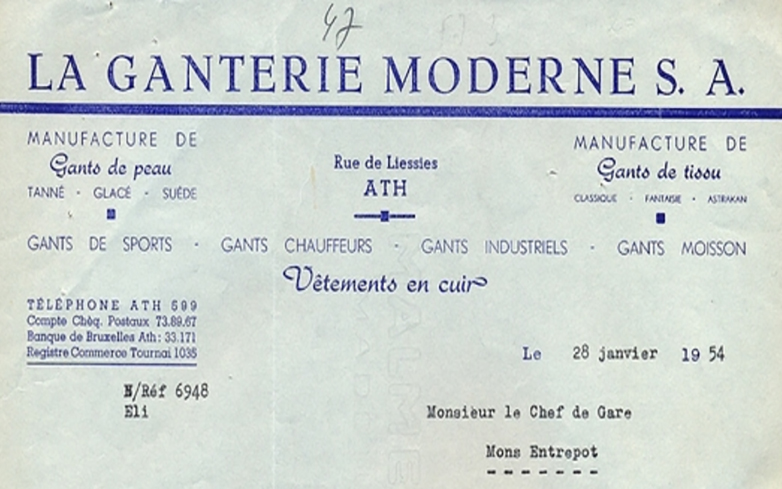 47
LA GANTERIE MODERNE S. A.
MANUFACTURE DE
Gants de peau
TANNÉ - GLACÉ - SUÉDE
Rue de Liessies
ATH
MANUFACTURE DE
Gants de tissu
CLASSIQUE - FANTAISIE - ASTRAKAN
GANTS DE SPORTS - GANTS CHAUFFEURS - GANTS INDUSTRIELS - GANTS MOISSON
Vêtements en cuir
TÉLÉPHONE ATH 599
Compte Chèq. Postaux 73.89.67
Banque de Bruxelles Ath: 33.171
Registre Commerce Tournai 1035
Le 28 janvier 19 54
N/Réf 6948
Eli
Monsieur le Chef de Gare
Mons Entrepot